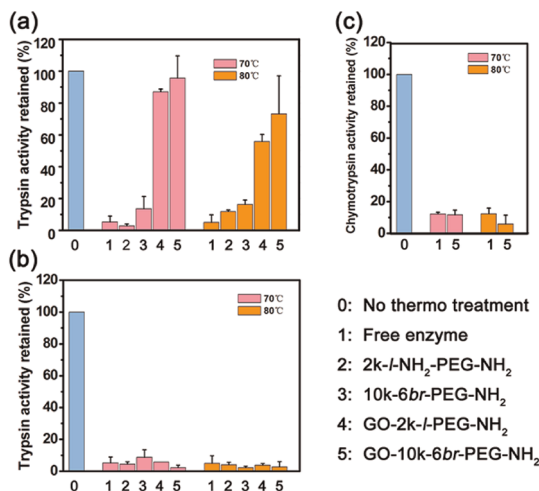 (a)
Trypsin activity retained (%)
120
100
80
60
40
20
0
70℃
80℃
0 1 2 3 4 5 1 2 3 4 5
(b)
Trypsin activity retained (%)
120
100
80
60
40
20
0
70℃
80℃
0 1 2 3 4 5 1 2 3 4 5
(c)
Chymotrypsin activity retained (%)
120
100
80
60
40
20
0
70℃
80℃
0 1 5 1 5
0: No thermo treatment
1: Free enzyme
2: 2k-l-NH₂-PEG-NH₂
3: 10k-6br-PEG-NH₂
4: GO-2k-l-PEG-NH₂
5: GO-10k-6br-PEG-NH₂